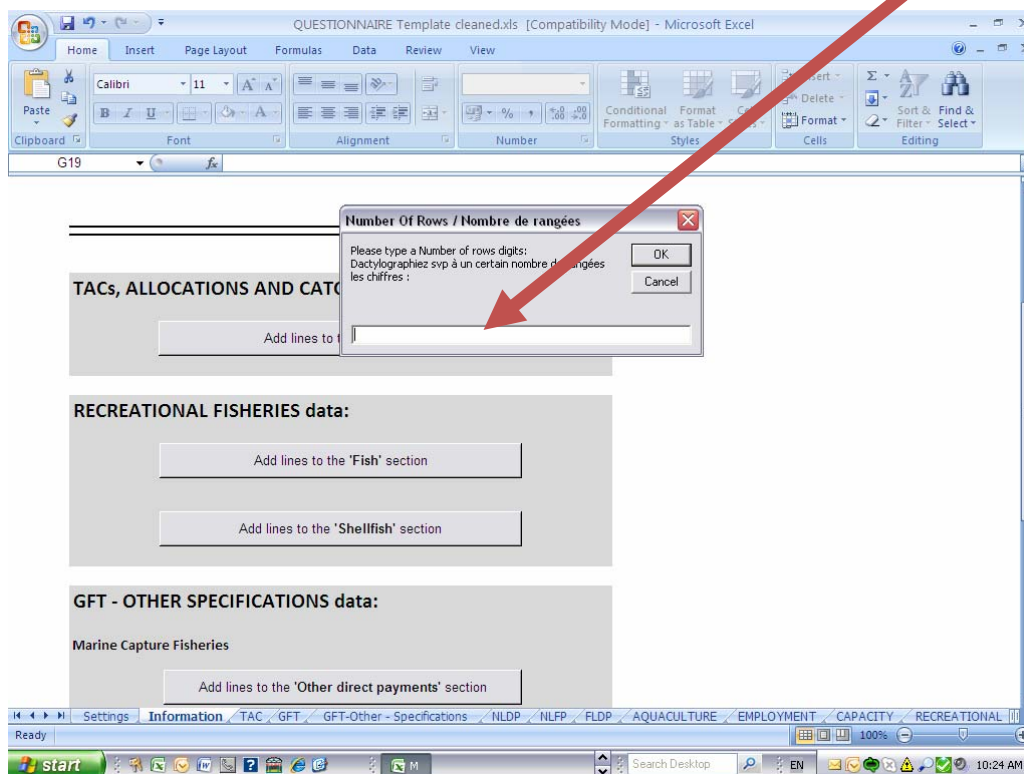 QUESTIONNAIRE Template cleaned.xls [Compatibility Mode] - Microsoft Excel
Home Insert Page Layout Formulas Data Review View
Calibri 11
Paste
B I U
Conditional Formatting
Format as Table
Delete
Format
Sort & Filter
Find & Select
Clipboard Font Alignment Number Styles Cells Editing
G19 fx
Number Of Rows / Nombre de rangées
Please type a Number of rows digits:
Dactylographiez svp à un certain nombre de
les chiffres :
OK
Cancel
TACs, ALLOCATIONS AND
Add lines to
RECREATIONAL FISHERIES data:
Add lines to the 'Fish' section
Add lines to the 'Shellfish' section
GFT - OTHER SPECIFICATIONS data:
Marine Capture Fisheries
Add lines to the 'Other direct payments' section
Settings Information TAC GFT GFT-Other - Specifications NLDP NLFP FLDP AQUACULTURE EMPLOYMENT CAPACITY RECREATIONAL
Ready 100%
start M Search Desktop EN 10:24 AM